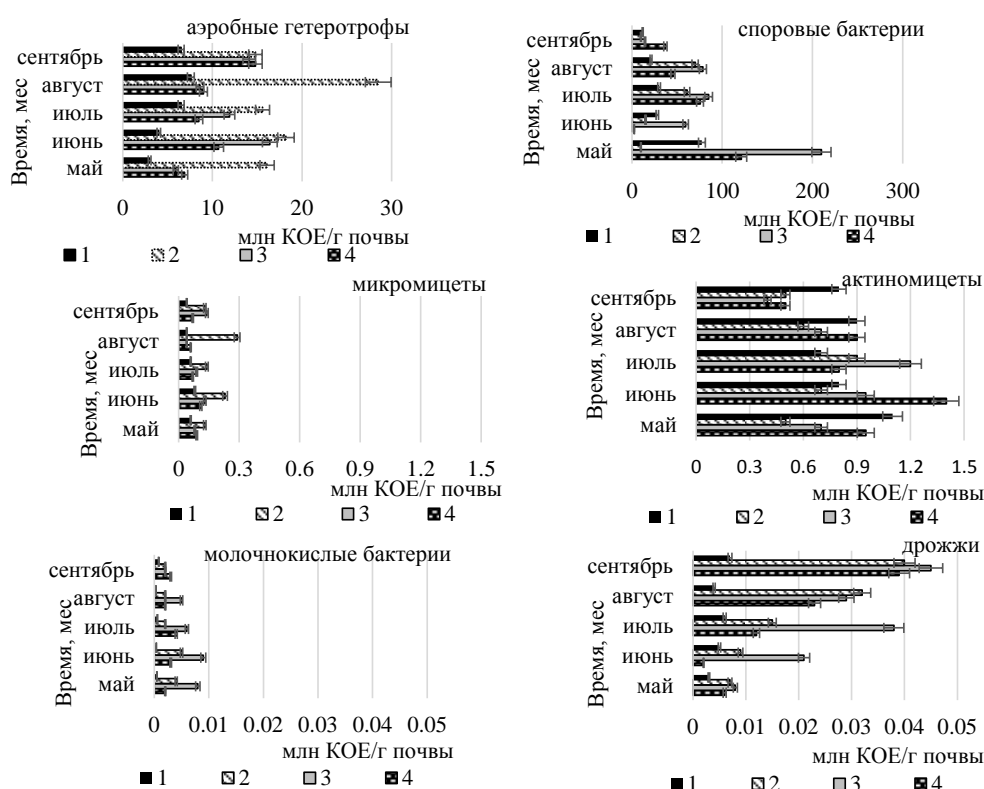 аэробные гетеротрофы
Время, мес
сентябрь
август
июль
июнь
май
0 10 20 30
млн КОЕ/г почвы
1 2 3 4
споровые бактерии
Время, мес
сентябрь
август
июль
июнь
май
0 100 200 300
млн КОЕ/г почвы
1 2 3 4
микромицеты
Время, мес
сентябрь
август
июль
июнь
май
0 0.3 0.6 0.9 1.2 1.5
млн КОЕ/г почвы
1 2 3 4
актиномицеты
Время, мес
сентябрь
август
июль
июнь
май
0 0.3 0.6 0.9 1.2 1.5
млн КОЕ/г почвы
1 2 3 4
молочнокислые бактерии
Время, мес
сентябрь
август
июль
июнь
май
0 0.01 0.02 0.03 0.04 0.05
млн КОЕ/г почвы
1 2 3 4
дрожжи
Время, мес
сентябрь
август
июль
июнь
май
0 0.01 0.02 0.03 0.04 0.05
млн КОЕ/г почвы
1 2 3 4